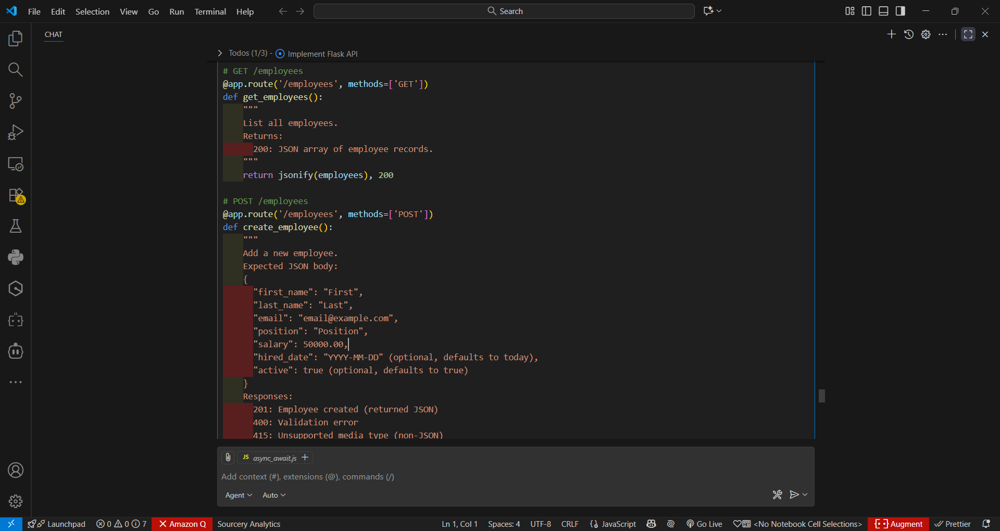 File Edit Selection View Go Run Terminal Help
Search
CHAT
Todos (1/3) - Implement Flask API
# GET /employees
@app.route('/employees', methods=['GET'])
def get_employees():
"""
List all employees.
Returns:
200: JSON array of employee records.
"""
return jsonify(employees), 200
# POST /employees
@app.route('/employees', methods=['POST'])
def create_employee():
"""
Add a new employee.
Expected JSON body:
{
"first_name": "First",
"last_name": "Last",
"email": "email@example.com",
"position": "Position",
"salary": 50000.00,
"hired_date": "YYYY-MM-DD" (optional, defaults to today),
"active": true (optional, defaults to true)
}
Responses:
201: Employee created (returned JSON)
400: Validation error
415: Unsupported media type (non-JSON)
JS async_await.js +
Add context (#), extensions (@), commands (/)
Agent Auto
Launchpad 0 0 7 Amazon Q Sourcery Analytics Ln 1, Col 1 Spaces: 4 UTF-8 CRLF JavaScript Go Live <No Notebook Cell Selections> Augment Prettier